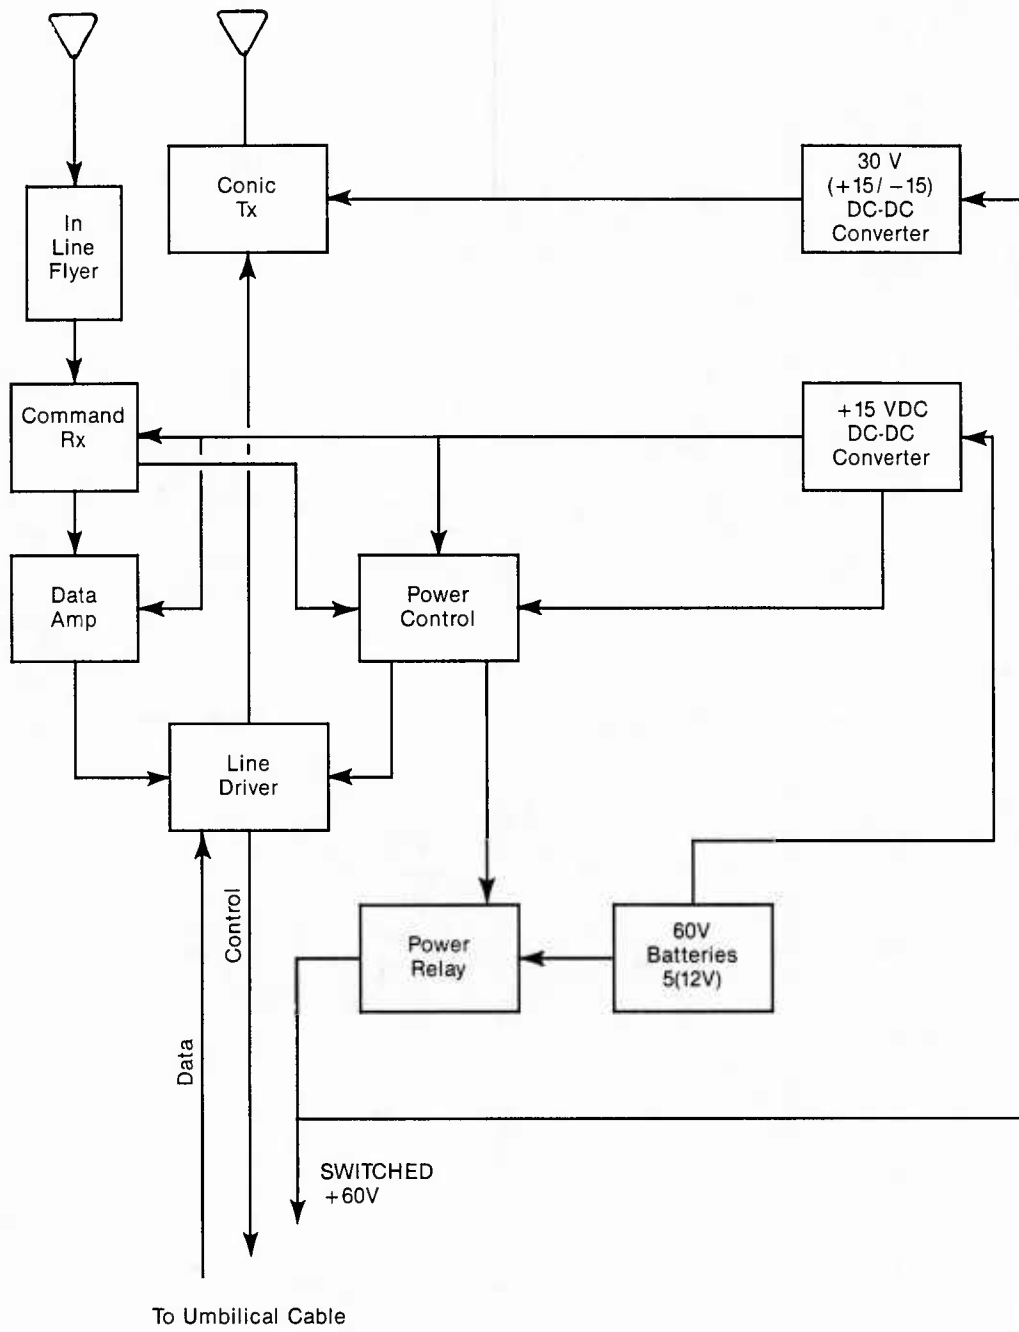 Conic
Tx
30 V
(+15/ −15)
DC-DC
Converter
In
Line
Flyer
Command
Rx
+15 VDC
DC-DC
Converter
Data
Amp
Power
Control
Line
Driver
Control
Data
Power
Relay
60V
Batteries
5(12V)
SWITCHED
+60V
To Umbilical Cable